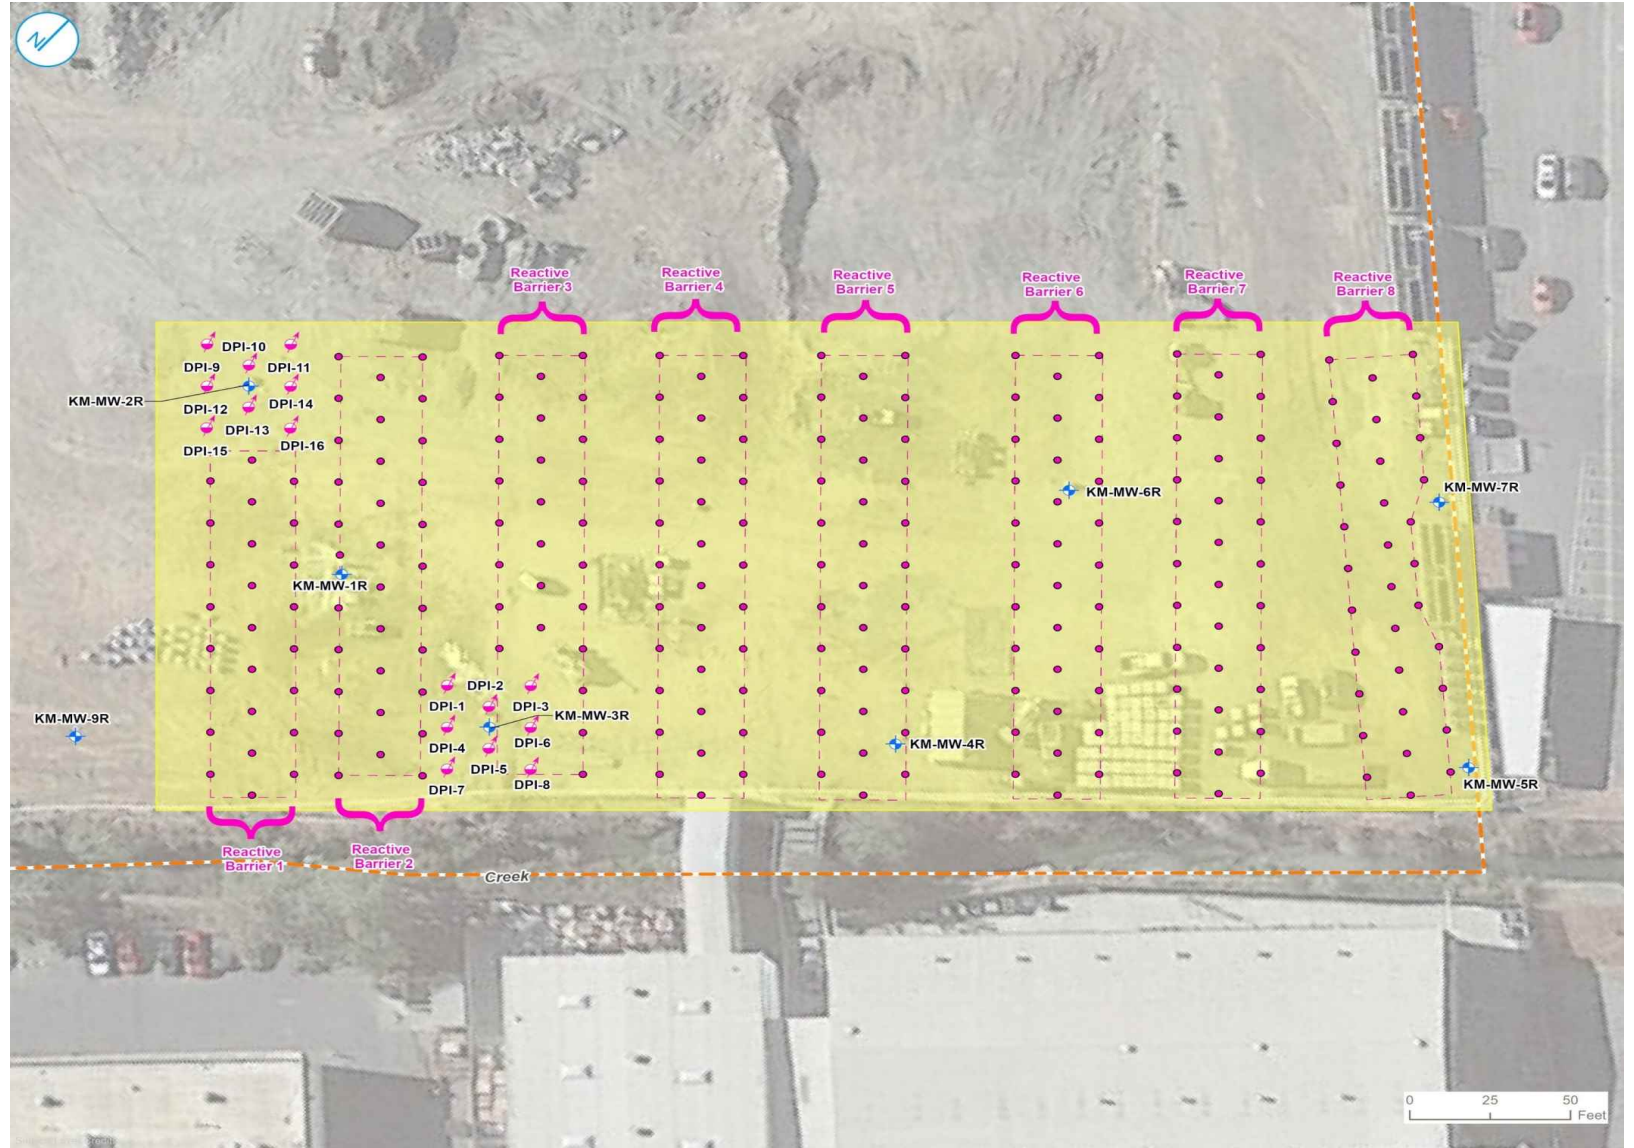 N
Reactive
Barrier 3
Reactive
Barrier 4
Reactive
Barrier 5
Reactive
Barrier 6
Reactive
Barrier 7
Reactive
Barrier 8
DPI-10
DPI-9
DPI-11
KM-MW-2R
DPI-12
DPI-14
DPI-13
DPI-15
DPI-16
KM-MW-6R
KM-MW-7R
KM-MW-1R
DPI-2
DPI-1
DPI-3
KM-MW-3R
KM-MW-9R
DPI-4
DPI-6
KM-MW-4R
DPI-5
DPI-7
DPI-8
KM-MW-5R
Reactive
Barrier 1
Reactive
Barrier 2
Creek
0 25 50
Feet